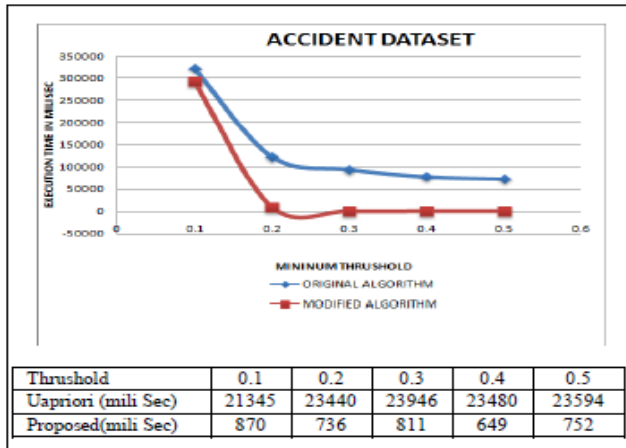 ACCIDENT DATASET
350000
300000
250000
200000
150000
100000
50000
0
-50000
EXECUTION TIME IN MILISEC
0 0.1 0.2 0.3 0.4 0.5 0.6
MININUM THRUSHOLD
ORIGINAL ALGORITHM
MODIFIED ALGORITHM
Thrushold 0.1 0.2 0.3 0.4 0.5
Uapriori (mili Sec) 21345 23440 23946 23480 23594
Proposed(mili Sec) 870 736 811 649 752